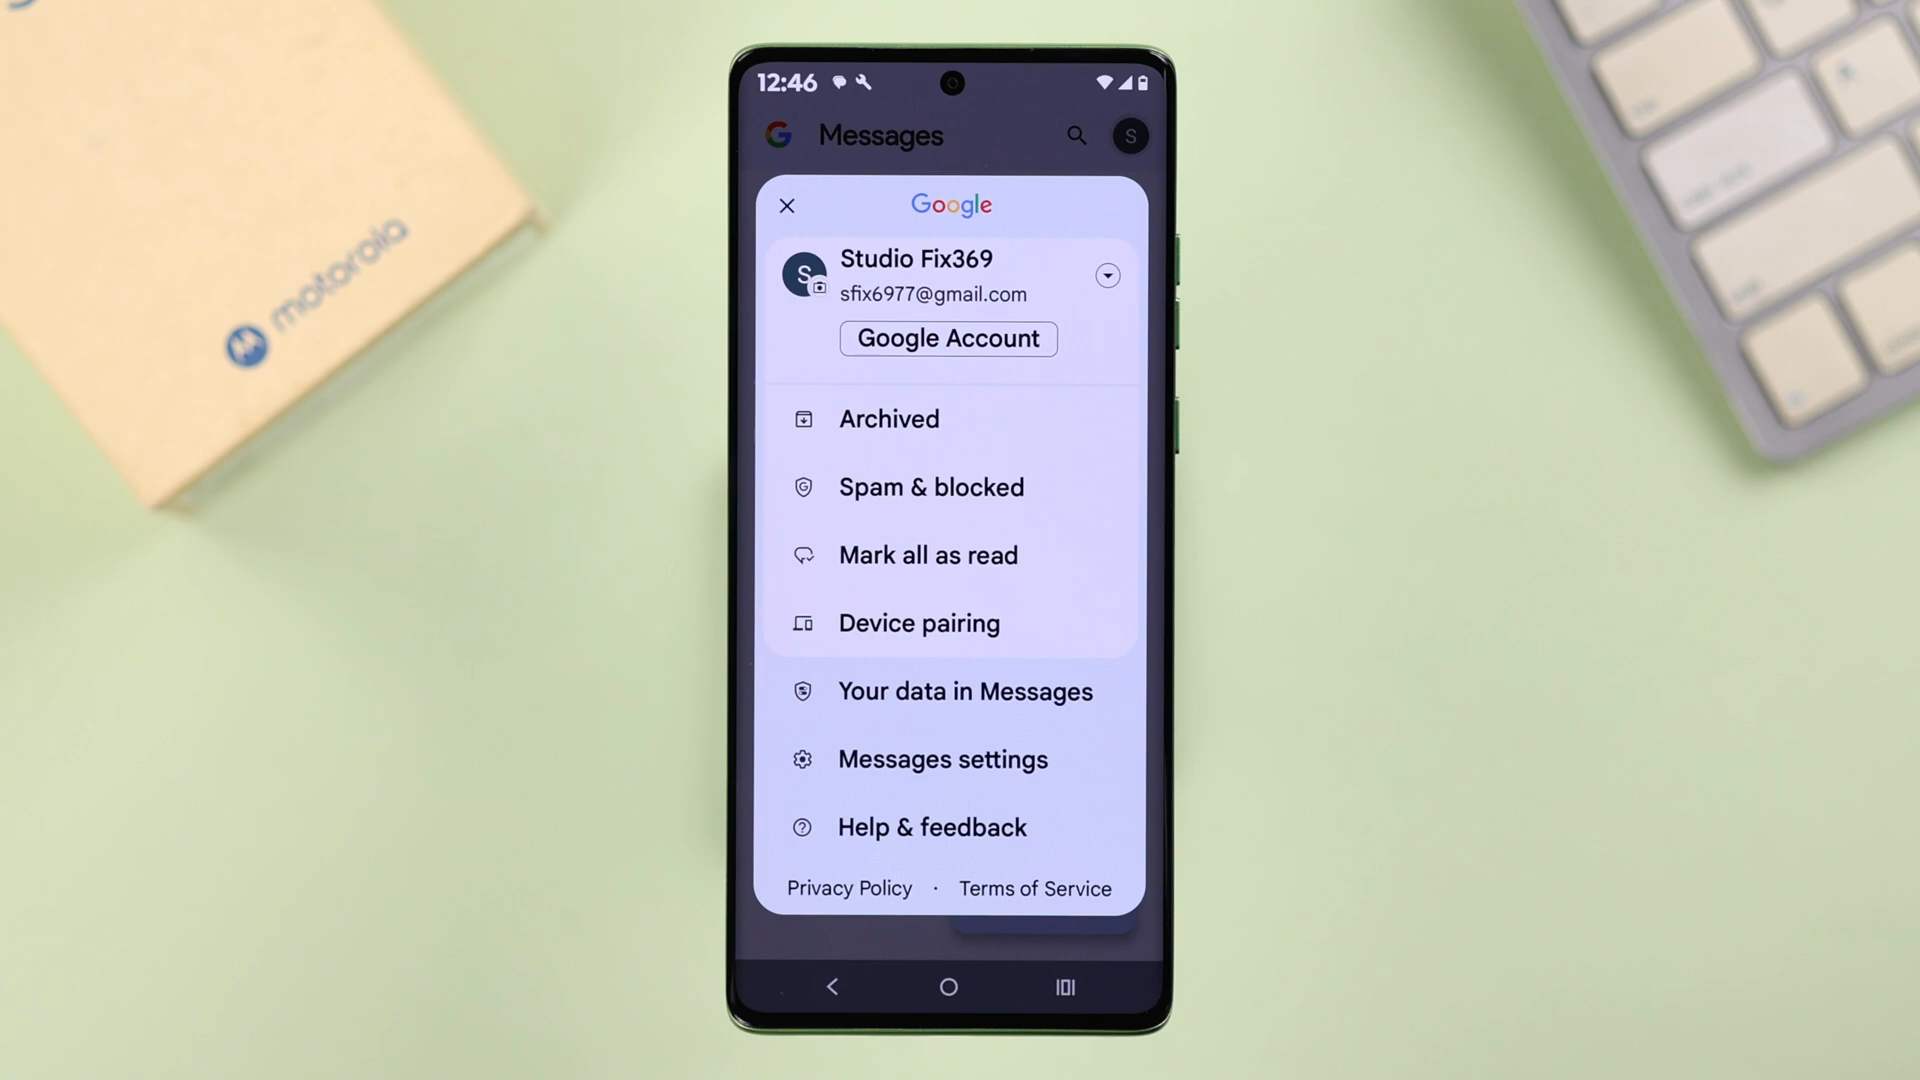 motorola
12:46
Messages
S
Google
S
Studio Fix369
sfix6977@gmail.com
Google Account
Archived
Spam & blocked
Mark all as read
Device pairing
Your data in Messages
Messages settings
Help & feedback
Privacy Policy · Terms of Service